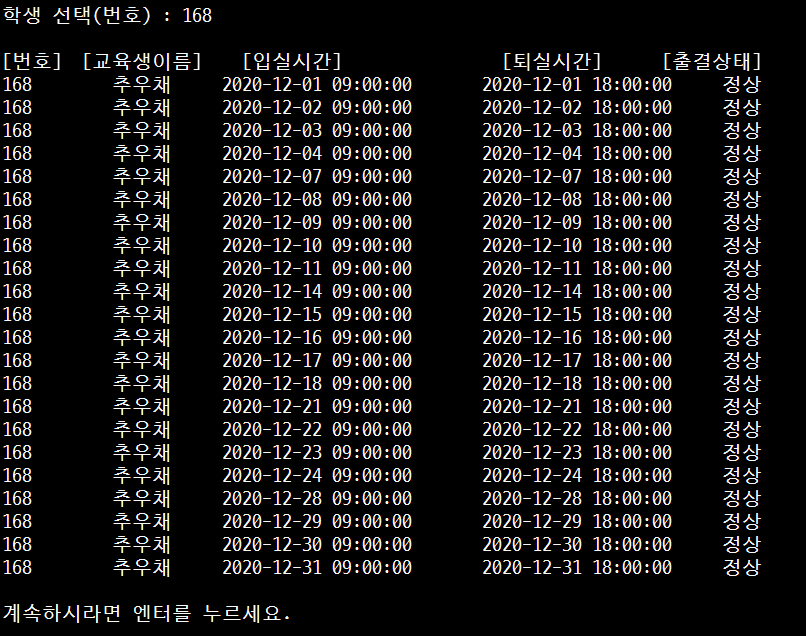 학생 선택(번호) : 168
[번호] [교육생이름] [입실시간] [퇴실시간] [출결상태]
168 추우채 2020-12-01 09:00:00 2020-12-01 18:00:00 정상
168 추우채 2020-12-02 09:00:00 2020-12-02 18:00:00 정상
168 추우채 2020-12-03 09:00:00 2020-12-03 18:00:00 정상
168 추우채 2020-12-04 09:00:00 2020-12-04 18:00:00 정상
168 추우채 2020-12-07 09:00:00 2020-12-07 18:00:00 정상
168 추우채 2020-12-08 09:00:00 2020-12-08 18:00:00 정상
168 추우채 2020-12-09 09:00:00 2020-12-09 18:00:00 정상
168 추우채 2020-12-10 09:00:00 2020-12-10 18:00:00 정상
168 추우채 2020-12-11 09:00:00 2020-12-11 18:00:00 정상
168 추우채 2020-12-14 09:00:00 2020-12-14 18:00:00 정상
168 추우채 2020-12-15 09:00:00 2020-12-15 18:00:00 정상
168 추우채 2020-12-16 09:00:00 2020-12-16 18:00:00 정상
168 추우채 2020-12-17 09:00:00 2020-12-17 18:00:00 정상
168 추우채 2020-12-18 09:00:00 2020-12-18 18:00:00 정상
168 추우채 2020-12-21 09:00:00 2020-12-21 18:00:00 정상
168 추우채 2020-12-22 09:00:00 2020-12-22 18:00:00 정상
168 추우채 2020-12-23 09:00:00 2020-12-23 18:00:00 정상
168 추우채 2020-12-24 09:00:00 2020-12-24 18:00:00 정상
168 추우채 2020-12-28 09:00:00 2020-12-28 18:00:00 정상
168 추우채 2020-12-29 09:00:00 2020-12-29 18:00:00 정상
168 추우채 2020-12-30 09:00:00 2020-12-30 18:00:00 정상
168 추우채 2020-12-31 09:00:00 2020-12-31 18:00:00 정상
계속하시라면 엔터를 누르세요.